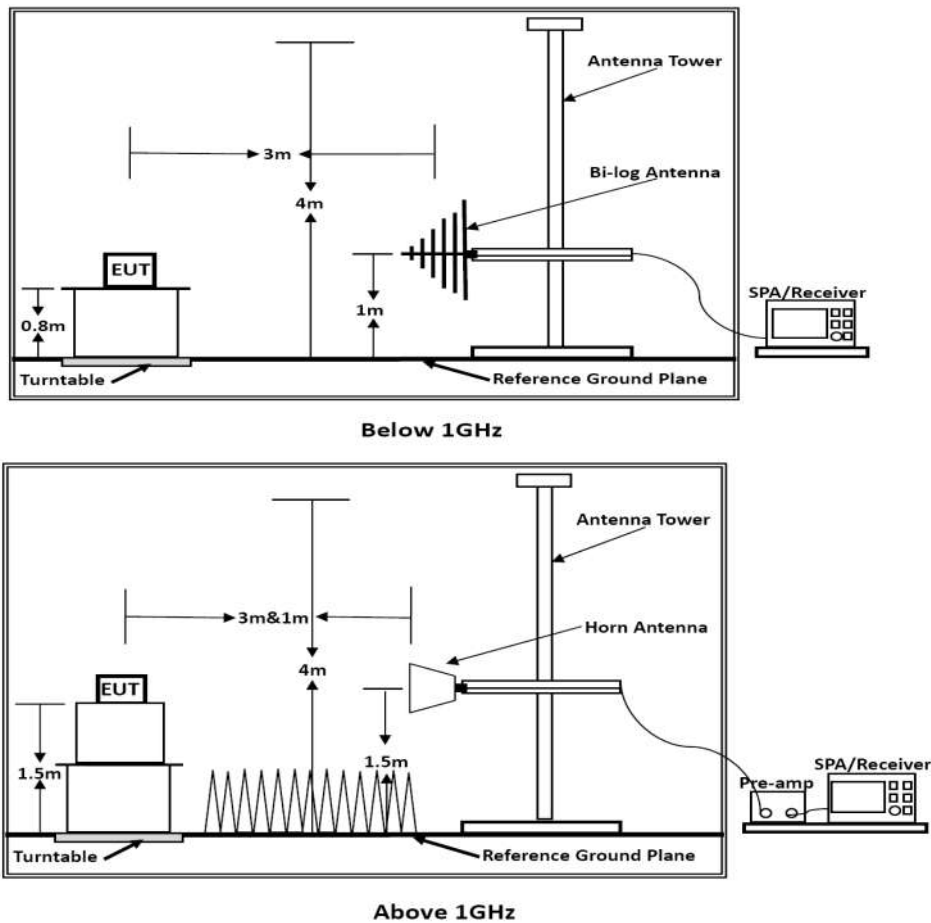 Antenna Tower
3m
Bi-log Antenna
4m
EUT
SPA/Receiver
0.8m
1m
Turntable
Reference Ground Plane
Below 1GHz
Antenna Tower
3m&1m
Horn Antenna
4m
EUT
1.5m
1.5m
SPA/Receiver
Pre-amp
Turntable
Reference Ground Plane
Above 1GHz